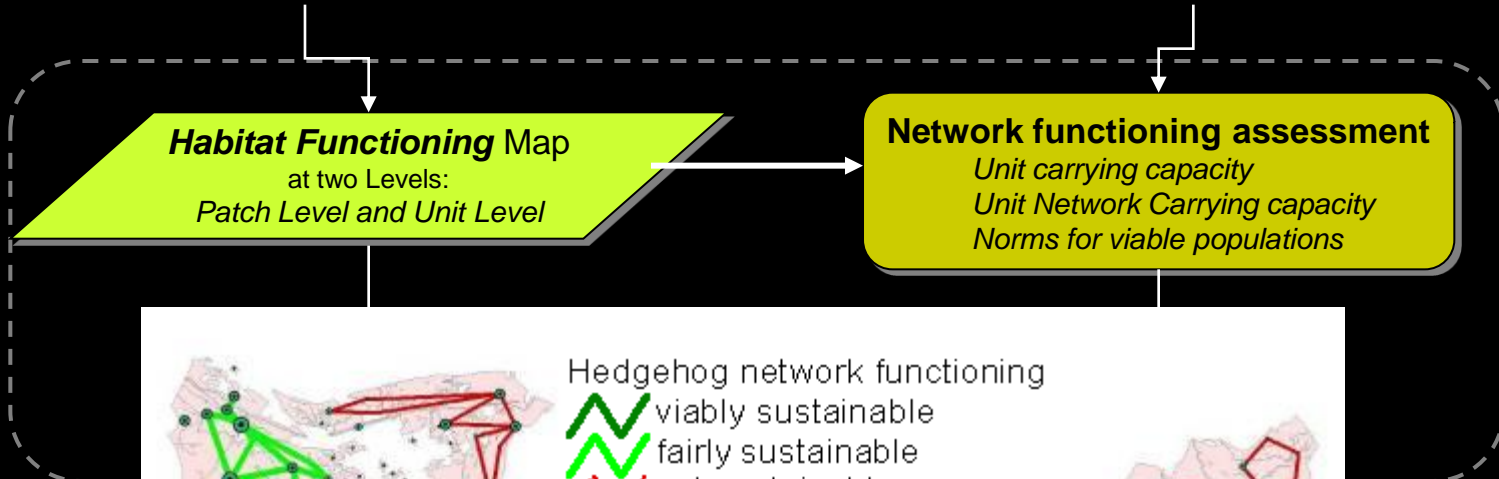 Habitat Functioning Map
at two Levels:
Patch Level and Unit Level
Network functioning assessment
Unit carrying capacity
Unit Network Carrying capacity
Norms for viable populations
Hedgehog network functioning
viably sustainable
fairly sustainable